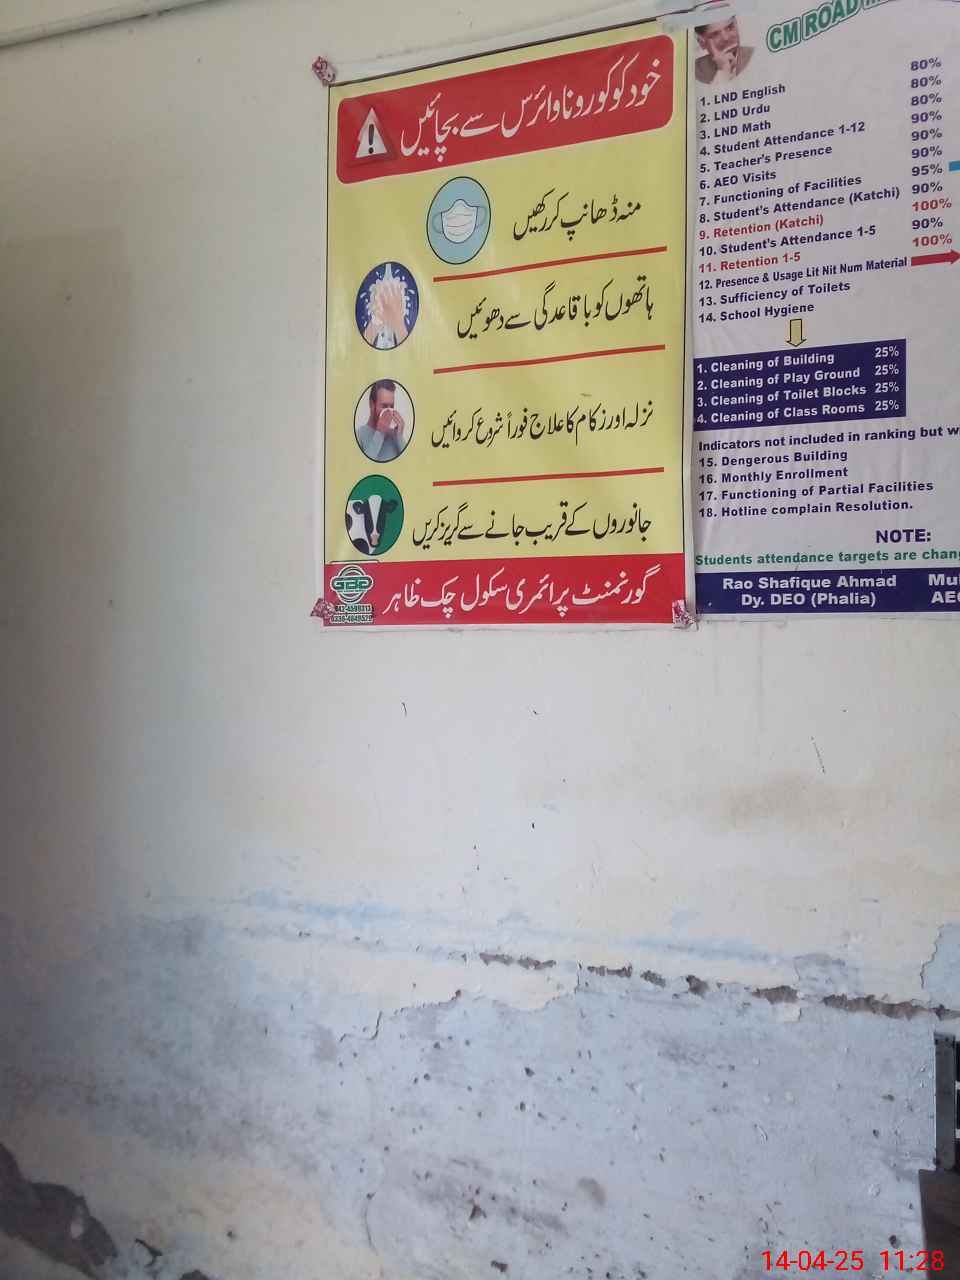 خود کو کورونا وائرس سے بچائیں
منہ ڈھانپ کر رکھیں
ہاتھوں کو باقاعدگی سے دھوئیں
نزلہ اور زکام کا علاج فوراً شروع کروائیں
جانوروں کے قریب جانے سے گریز کریں
گورنمنٹ پرائمری سکول چک ظاہر
CM ROAD
80%
1. LND English 80%
2. LND Urdu 80%
3. LND Math 90%
4. Student Attendance 1-12 90%
5. Teacher's Presence 90%
6. AEO Visits 95%
7. Functioning of Facilities 90%
8. Student's Attendance (Katchi) 100%
9. Retention (Katchi) 90%
10. Student's Attendance 1-5 100%
11. Retention 1-5
12. Presence & Usage Lit Nit Num Material
13. Sufficiency of Toilets
14. School Hygiene
1. Cleaning of Building 25%
2. Cleaning of Play Ground 25%
3. Cleaning of Toilet Blocks 25%
4. Cleaning of Class Rooms 25%
Indicators not included in ranking but
15. Dengerous Building
16. Monthly Enrollment
17. Functioning of Partial Facilities
18. Hotline complain Resolution.
NOTE:
Students attendance targets are
Rao Shafique Ahmad
Dy. DEO (Phalia)
14-04-25 11:28